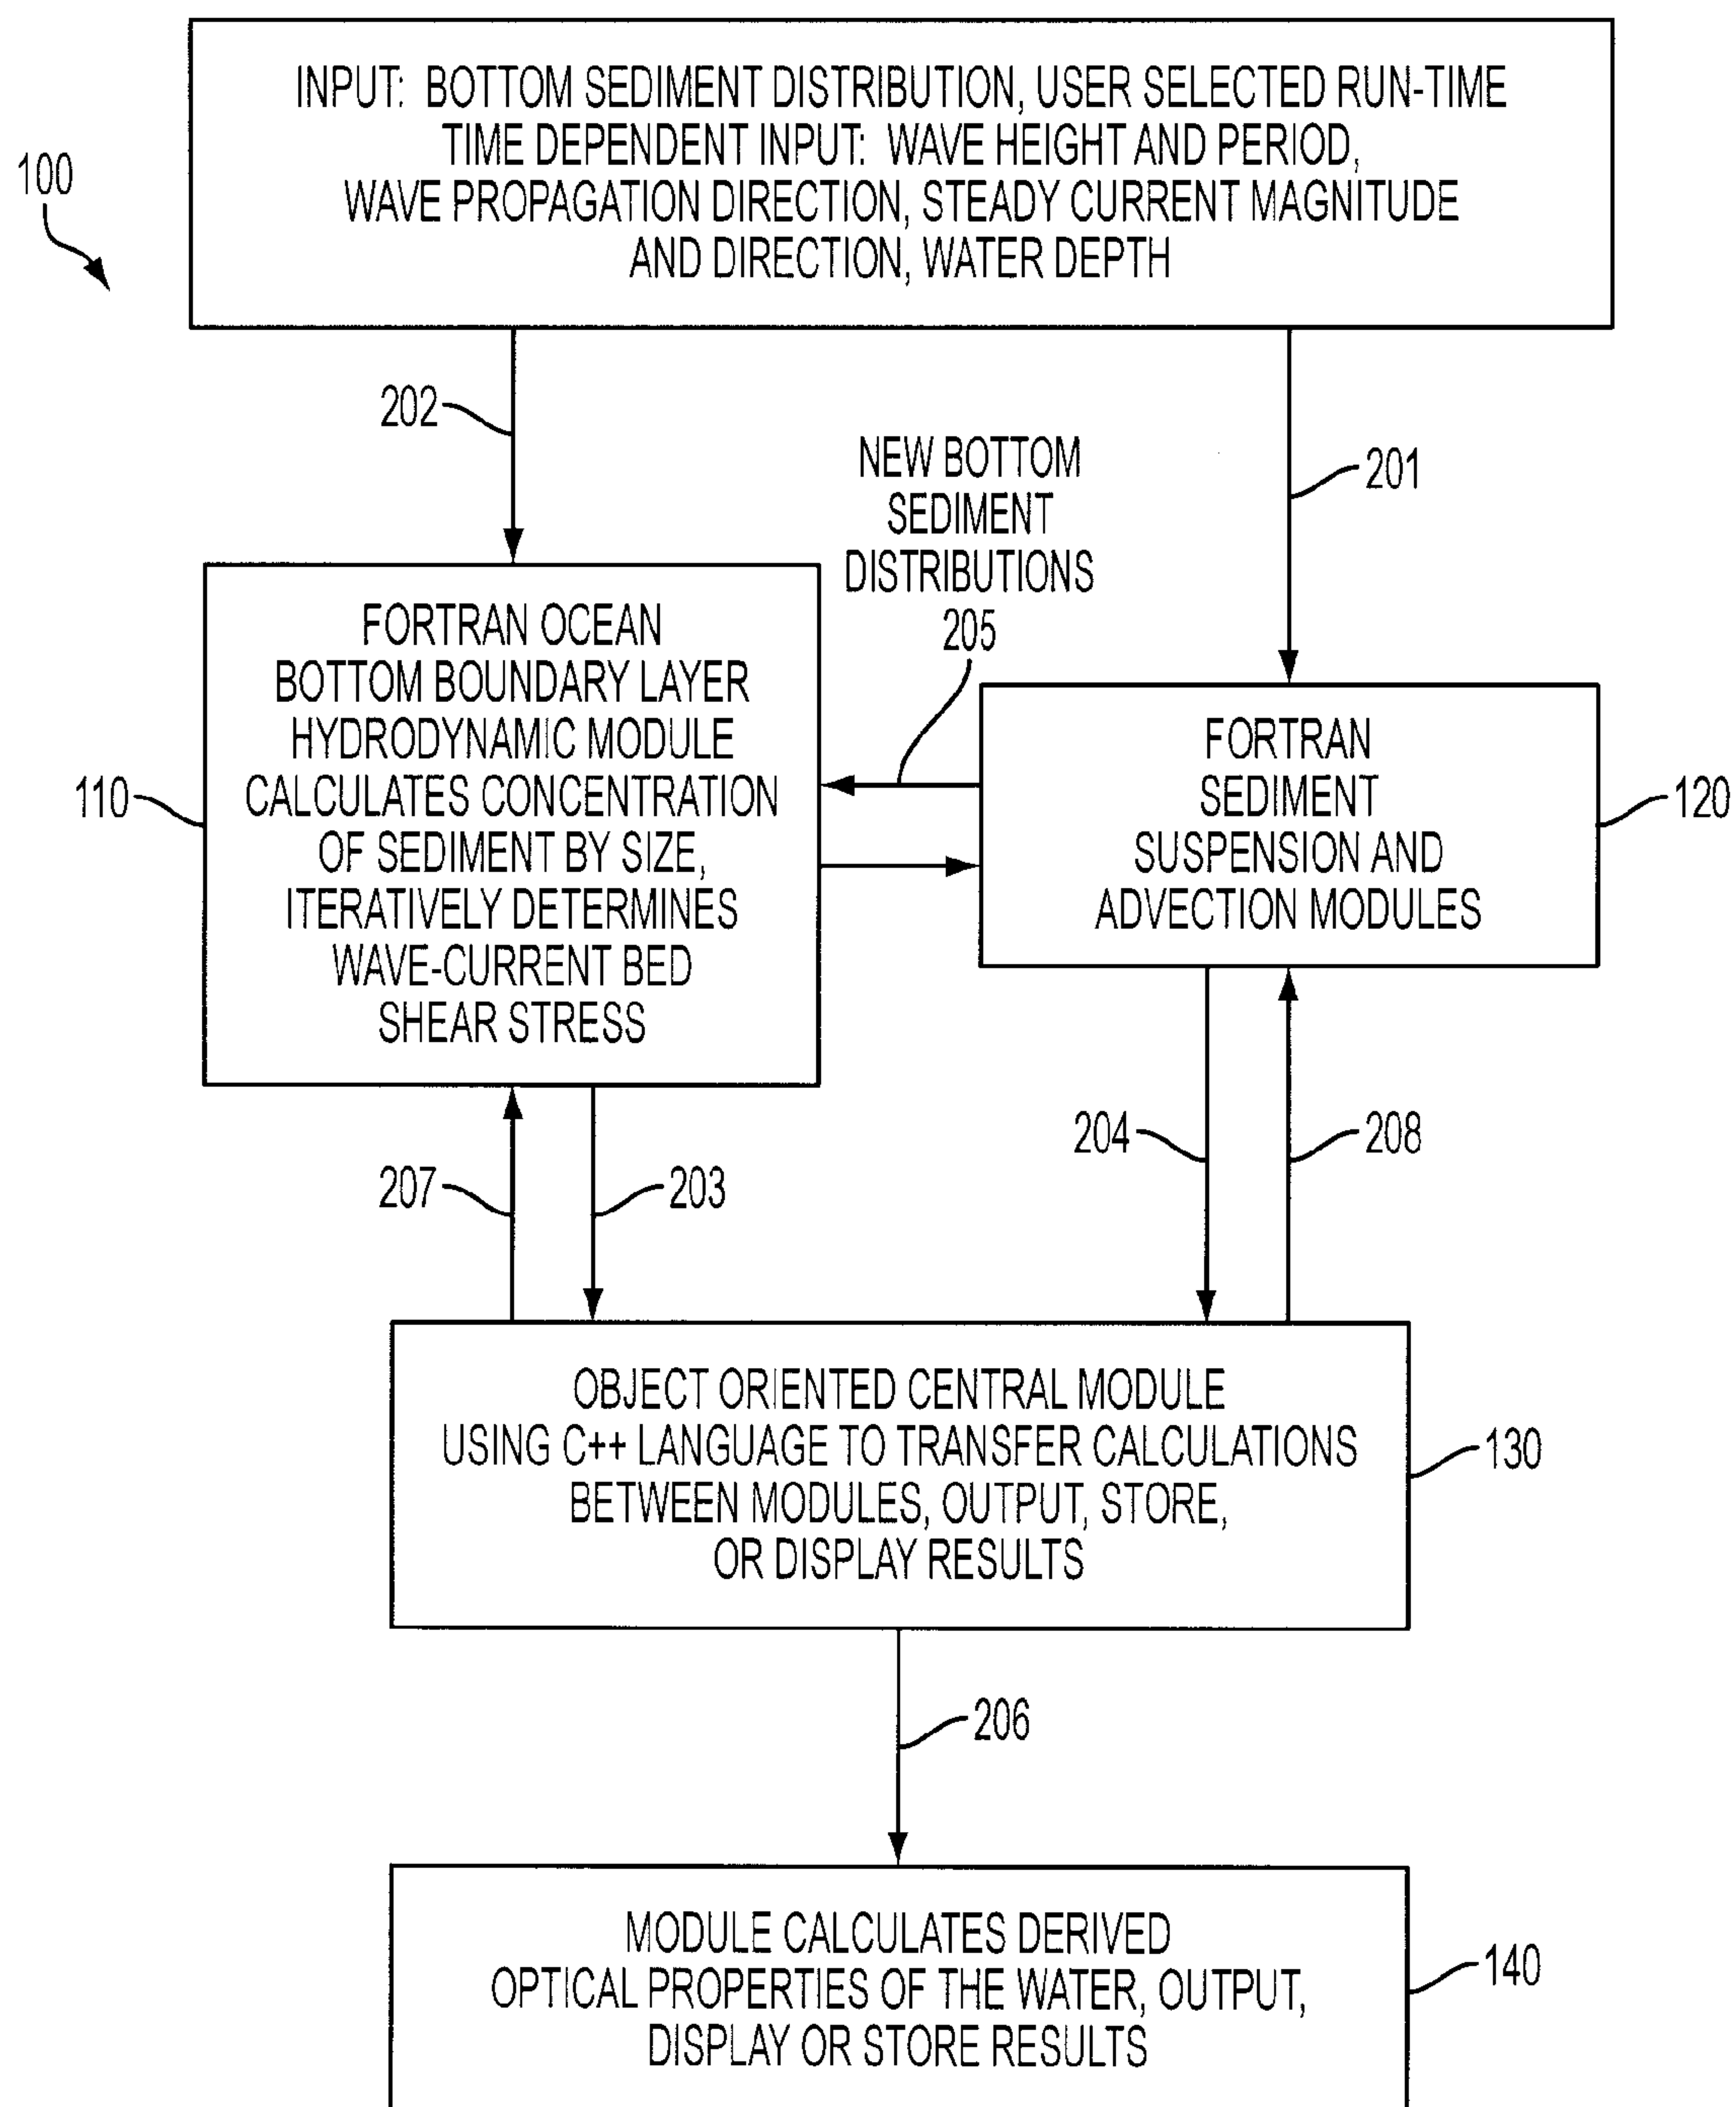 INPUT: BOTTOM SEDIMENT DISTRIBUTION, USER SELECTED RUN-TIME
TIME DEPENDENT INPUT: WAVE HEIGHT AND PERIOD,
WAVE PROPAGATION DIRECTION, STEADY CURRENT MAGNITUDE
AND DIRECTION, WATER DEPTH
100
202
201
NEW BOTTOM
SEDIMENT
DISTRIBUTIONS
205
FORTRAN OCEAN
BOTTOM BOUNDARY LAYER
HYDRODYNAMIC MODULE
CALCULATES CONCENTRATION
OF SEDIMENT BY SIZE,
ITERATIVELY DETERMINES
WAVE-CURRENT BED
SHEAR STRESS
110
FORTRAN
SEDIMENT
SUSPENSION AND
ADVECTION MODULES
120
207
203
204
208
OBJECT ORIENTED CENTRAL MODULE
USING C++ LANGUAGE TO TRANSFER CALCULATIONS
BETWEEN MODULES, OUTPUT, STORE,
OR DISPLAY RESULTS
130
206
MODULE CALCULATES DERIVED
OPTICAL PROPERTIES OF THE WATER, OUTPUT,
DISPLAY OR STORE RESULTS
140